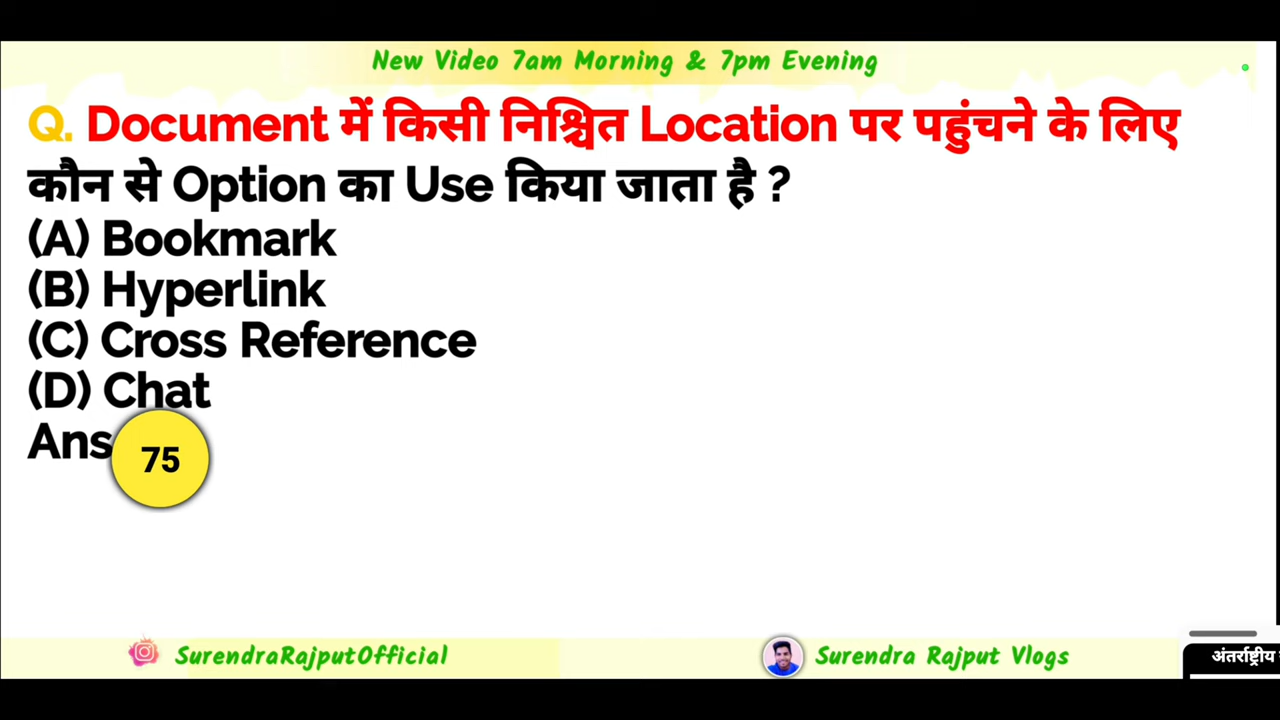 New Video 7am Morning & 7pm Evening
Q. Document में किसी निश्चित Location पर पहुंचने के लिए
कौन से Option का Use किया जाता है ?
(A) Bookmark
(B) Hyperlink
(C) Cross Reference
(D) Chat
Ans
75
SurendraRajputOfficial
Surendra Rajput Vlogs
अंतर्राष्ट्रीय